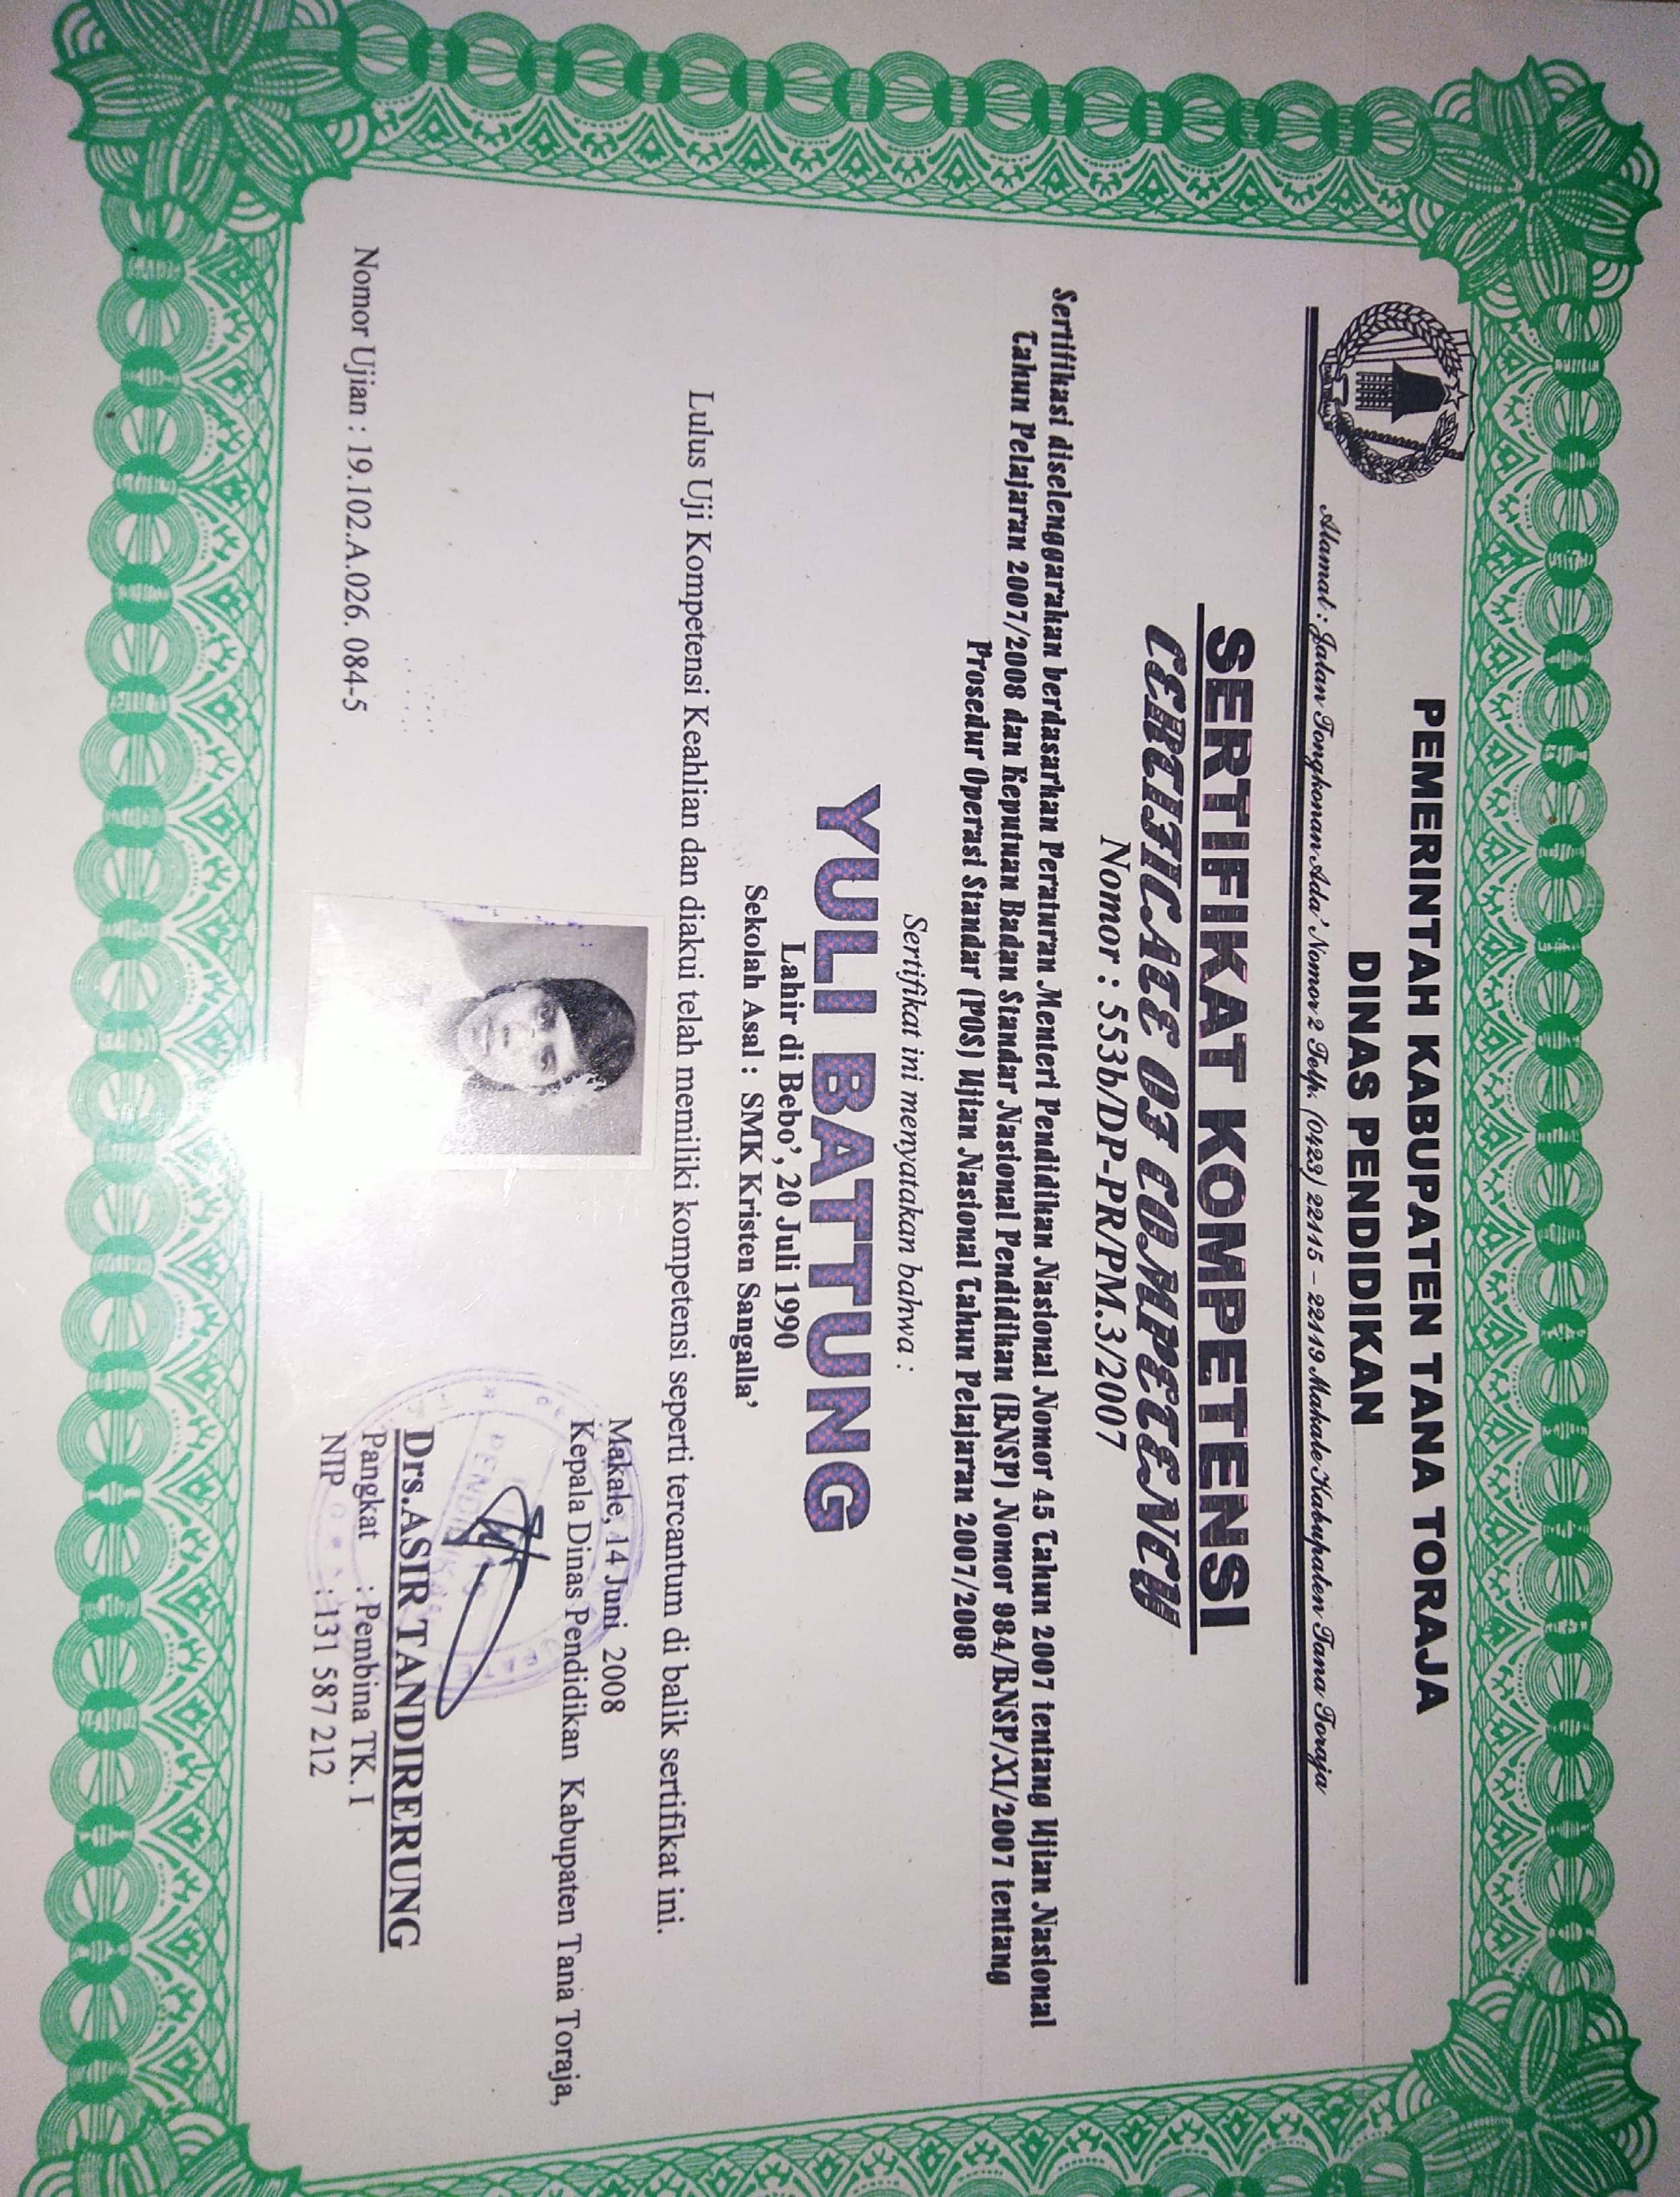 PEMERINTAH KABUPATEN TANA TORAJA
DINAS PENDIDIKAN
Alamat : Jalan Tongkonan Ada' Nomor 2 Telp. (0423) 22115 – 22119 Makale Kabupaten Tana Toraja
SERTIFIKAT KOMPETENSI
CERTIFICATE OF COMPETENCY
Nomor : 553b/DP-PR/PM.3/2007
Sertifikasi diselenggarakan berdasarkan Peraturan Menteri Pendidikan Nasional Nomor 45 Tahun 2007 tentang Ujian Nasional
Tahun Pelajaran 2007/2008 dan Keputuan Badan Standar Nasional Pendidikan (BNSP) Nomor 984/BNSP/XI/2007 tentang
Prosedur Operasi Standar (POS) Ujian Nasional Tahun Pelajaran 2007/2008
Sertifikat ini menyatakan bahwa :
YULI BATTUNG
Lahir di Bebo', 20 Juli 1990
Sekolah Asal : SMK Kristen Sangalla'
Lulus Uji Kompetensi Keahlian dan diakui telah memiliki kompetensi seperti tercantum di balik sertifikat ini.
Makale, 14 Juni 2008
Kepala Dinas Pendidikan Kabupaten Tana Toraja,
Drs.ASIR TANDIRERUNG
Pangkat : Pembina TK. I
NIP : 131 587 212
Nomor Ujian : 19.102.A.026. 084-5